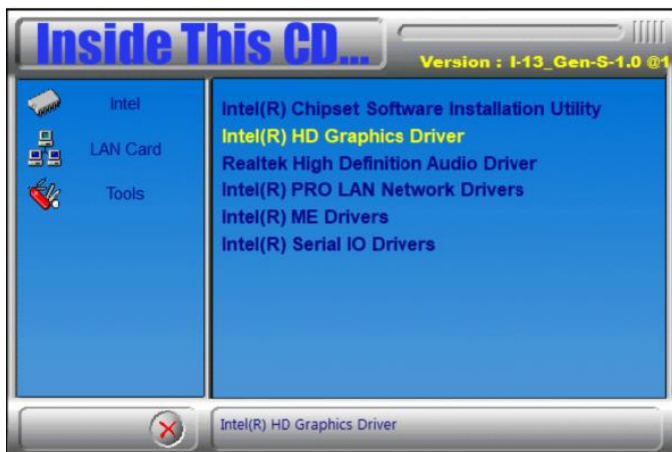 Inside This CD...
Version : I-13_Gen-S-1.0 @1
Intel
LAN Card
Tools
Intel(R) Chipset Software Installation Utility
Intel(R) HD Graphics Driver
Realtek High Definition Audio Driver
Intel(R) PRO LAN Network Drivers
Intel(R) ME Drivers
Intel(R) Serial IO Drivers
Intel(R) HD Graphics Driver